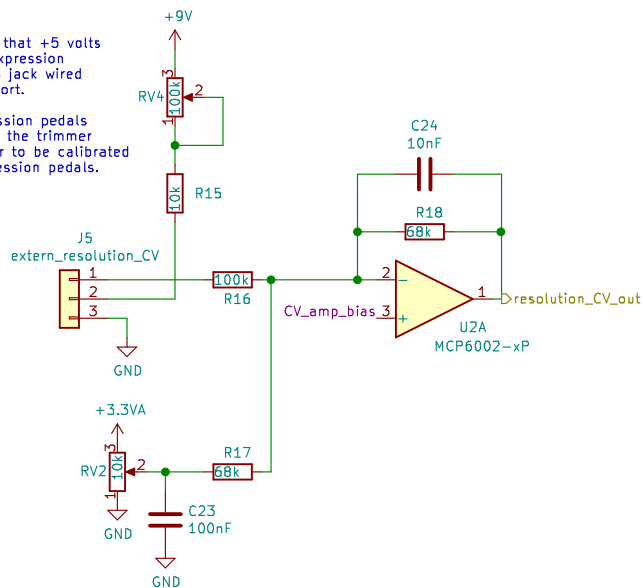 +9V
that +5 volts
xpression
jack wired
ort.
ssion pedals
the trimmer
r to be calibrated
ession pedals.
3
RV4
100k
2
1
10k
R15
C24
10nF
R18
68k
J5
extern_resolution_CV
1
2
3
100k
R16
2
1
resolution_CV_out
CV_amp_bias
3
U2A
MCP6002-xP
GND
+3.3VA
3
RV2
10k
2
1
R17
68k
C23
100nF
GND
GND